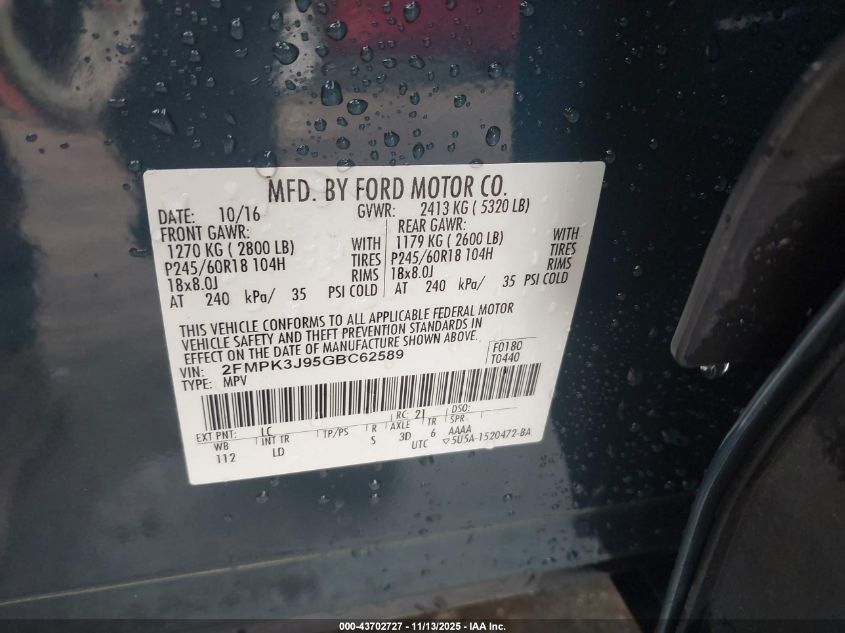 MFD. BY FORD MOTOR CO.
DATE: 10/16 GVWR: 2413 KG ( 5320 LB)
FRONT GAWR: REAR GAWR:
1270 KG ( 2800 LB) WITH 1179 KG ( 2600 LB) WITH
P245/60R18 104H TIRES P245/60R18 104H TIRES
18x8.0J RIMS 18x8.0J RIMS
AT 240 kPa/ 35 PSI COLD AT 240 kPa/ 35 PSI COLD
THIS VEHICLE CONFORMS TO ALL APPLICABLE FEDERAL MOTOR
VEHICLE SAFETY AND THEFT PREVENTION STANDARDS IN
EFFECT ON THE DATE OF MANUFACTURE SHOWN ABOVE.
VIN: 2FMPK3J95GBC62589 F0180
TYPE: MPV T0440
EXT PNT: LC RC: 21 DSO:
WB INT TR TP/PS R AXLE TR SPR
112 LD S 3D 6 AAAA
UTC ▽5U5A-1520472-BA
000-43702727 - 11/13/2025 - IAA Inc.